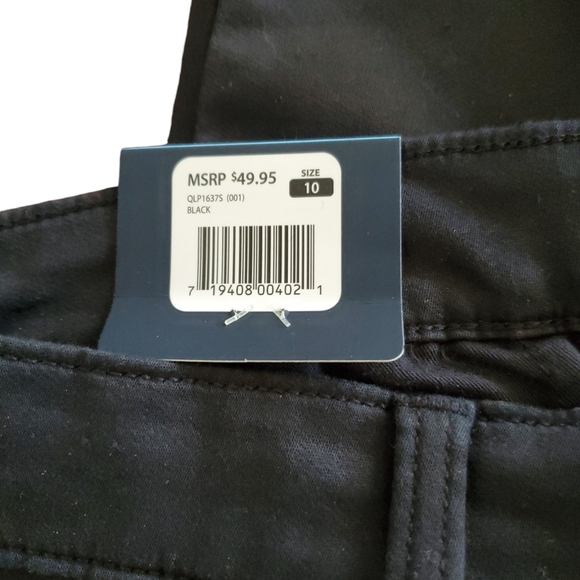 MSRP $49.95
SIZE
10
QLP1637S (001)
BLACK
7 19408 00402 1